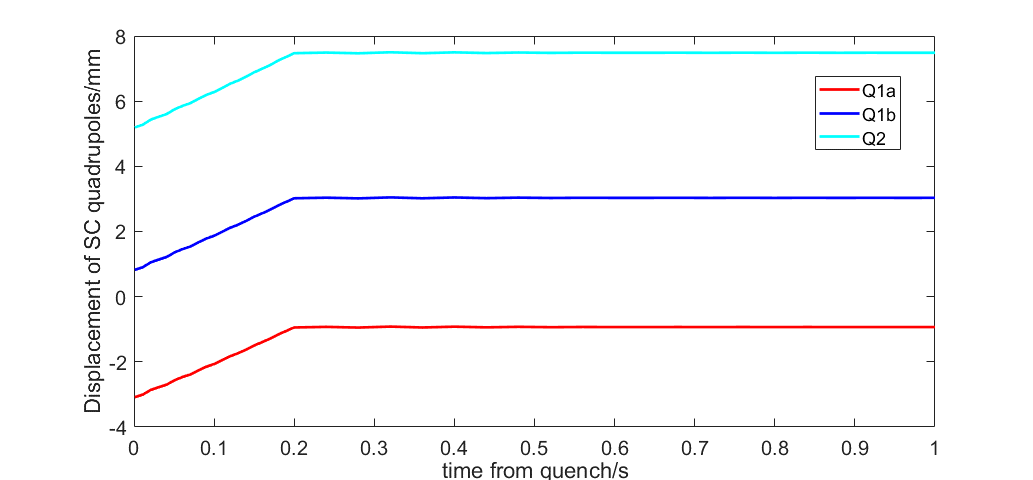 Displacement of SC quadrupoles/mm
8
6
4
2
0
-2
-4
Q1a
Q1b
Q2
0 0.1 0.2 0.3 0.4 0.5 0.6 0.7 0.8 0.9 1
time from quench/s